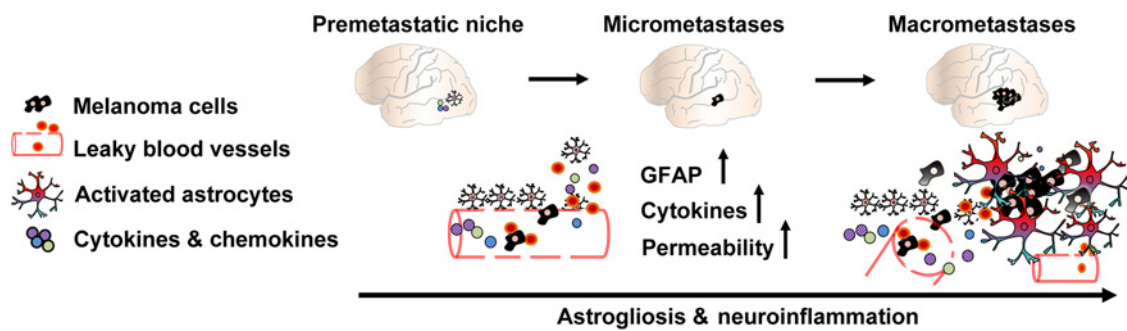 Premetastatic niche
Micrometastases
Macrometastases
Melanoma cells
Leaky blood vessels
Activated astrocytes
Cytokines & chemokines
GFAP
Cytokines
Permeability
Astrogliosis & neuroinflammation